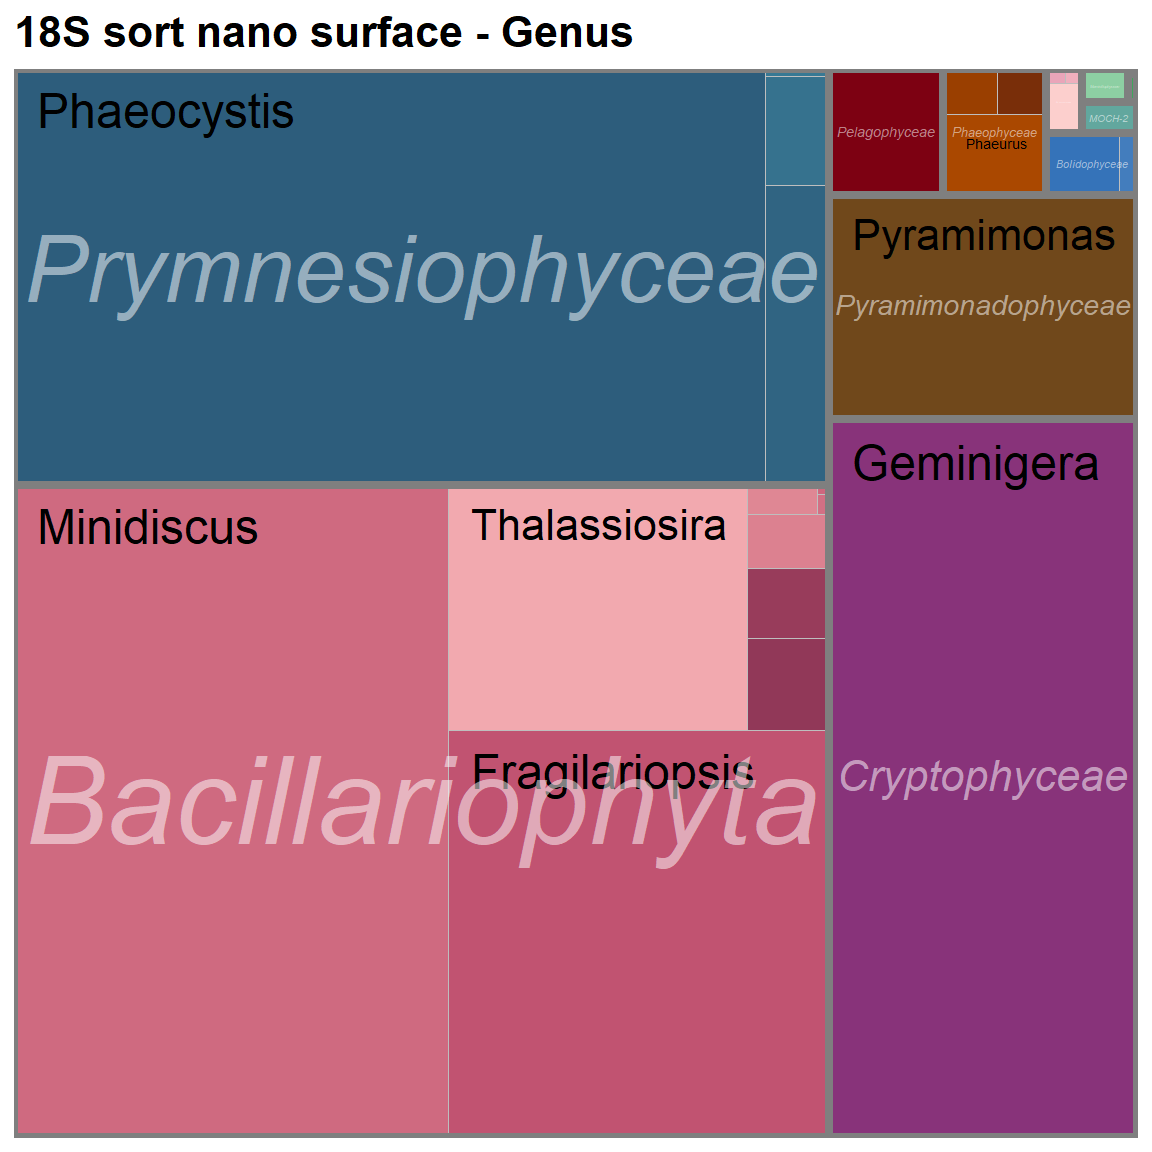 18S sort nano surface - Genus
Phaeocystis
Prymnesiophyceae
Pelagophyceae
Phaeophyceae
Phaeurus
MOCH-2
Bolidophyceae
Pyramimonas
Pyramimonadophyceae
Minidiscus
Thalassiosira
Fragilariopsis
Bacillariophyta
Geminigera
Cryptophyceae